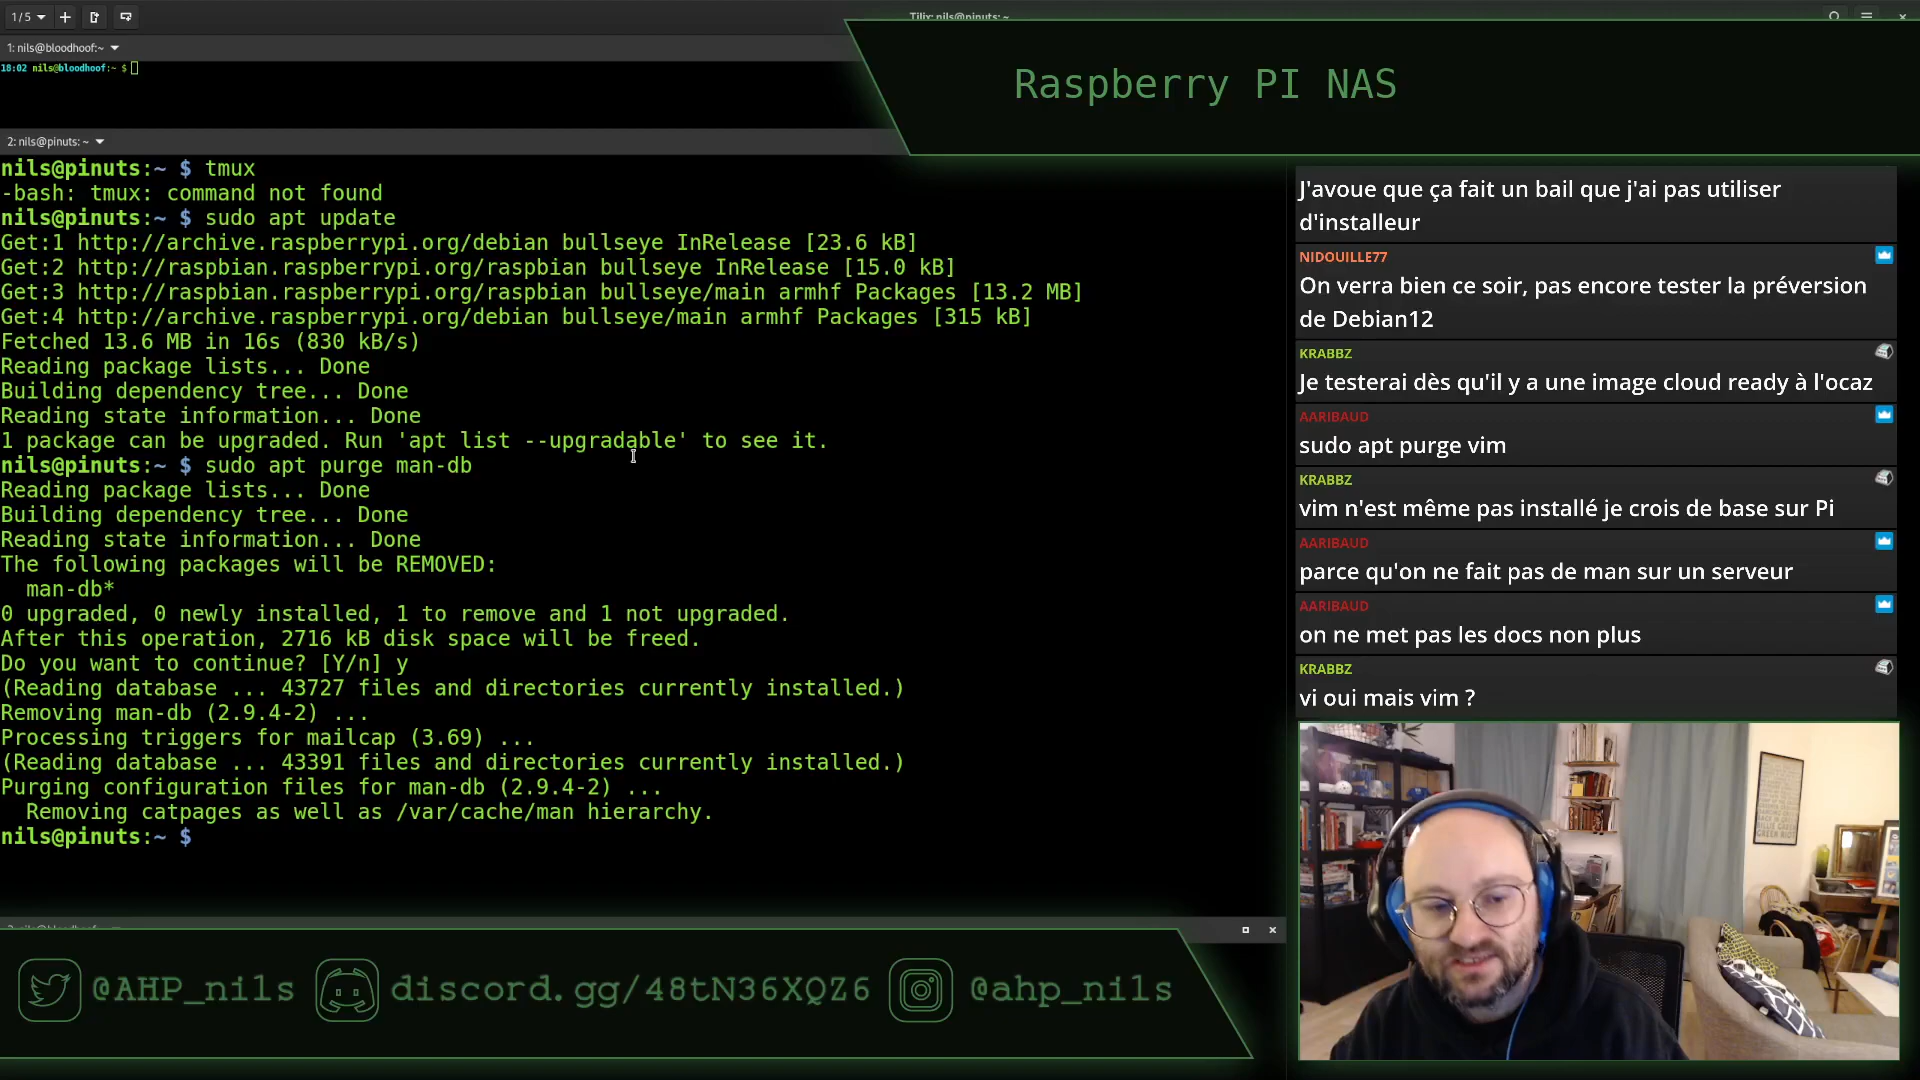 1/5
Tilix: nils@pinuts: ~
1: nils@bloodhoof:~
18:02 nils@bloodhoof:~ $
Raspberry PI NAS
2: nils@pinuts: ~
nils@pinuts:~ $ tmux
-bash: tmux: command not found
nils@pinuts:~ $ sudo apt update
Get:1 http://archive.raspberrypi.org/debian bullseye InRelease [23.6 kB]
Get:2 http://raspbian.raspberrypi.org/raspbian bullseye InRelease [15.0 kB]
Get:3 http://raspbian.raspberrypi.org/raspbian bullseye/main armhf Packages [13.2 MB]
Get:4 http://archive.raspberrypi.org/debian bullseye/main armhf Packages [315 kB]
Fetched 13.6 MB in 16s (830 kB/s)
Reading package lists... Done
Building dependency tree... Done
Reading state information... Done
1 package can be upgraded. Run 'apt list --upgradable' to see it.
nils@pinuts:~ $ sudo apt purge man-db
Reading package lists... Done
Building dependency tree... Done
Reading state information... Done
The following packages will be REMOVED:
man-db*
0 upgraded, 0 newly installed, 1 to remove and 1 not upgraded.
After this operation, 2716 kB disk space will be freed.
Do you want to continue? [Y/n] y
(Reading database ... 43727 files and directories currently installed.)
Removing man-db (2.9.4-2) ...
Processing triggers for mailcap (3.69) ...
(Reading database ... 43391 files and directories currently installed.)
Purging configuration files for man-db (2.9.4-2) ...
Removing catpages as well as /var/cache/man hierarchy.
nils@pinuts:~ $
J'avoue que ça fait un bail que j'ai pas utiliser
d'installeur
NIDOUILLE77
On verra bien ce soir, pas encore tester la préversion
de Debian12
KRABBZ
Je testerai dès qu'il y a une image cloud ready à l'ocaz
AARIBAUD
sudo apt purge vim
KRABBZ
vim n'est même pas installé je crois de base sur Pi
AARIBAUD
parce qu'on ne fait pas de man sur un serveur
AARIBAUD
on ne met pas les docs non plus
KRABBZ
vi oui mais vim ?
@AHP_nils
discord.gg/48tN36XQZ6
@ahp_nils